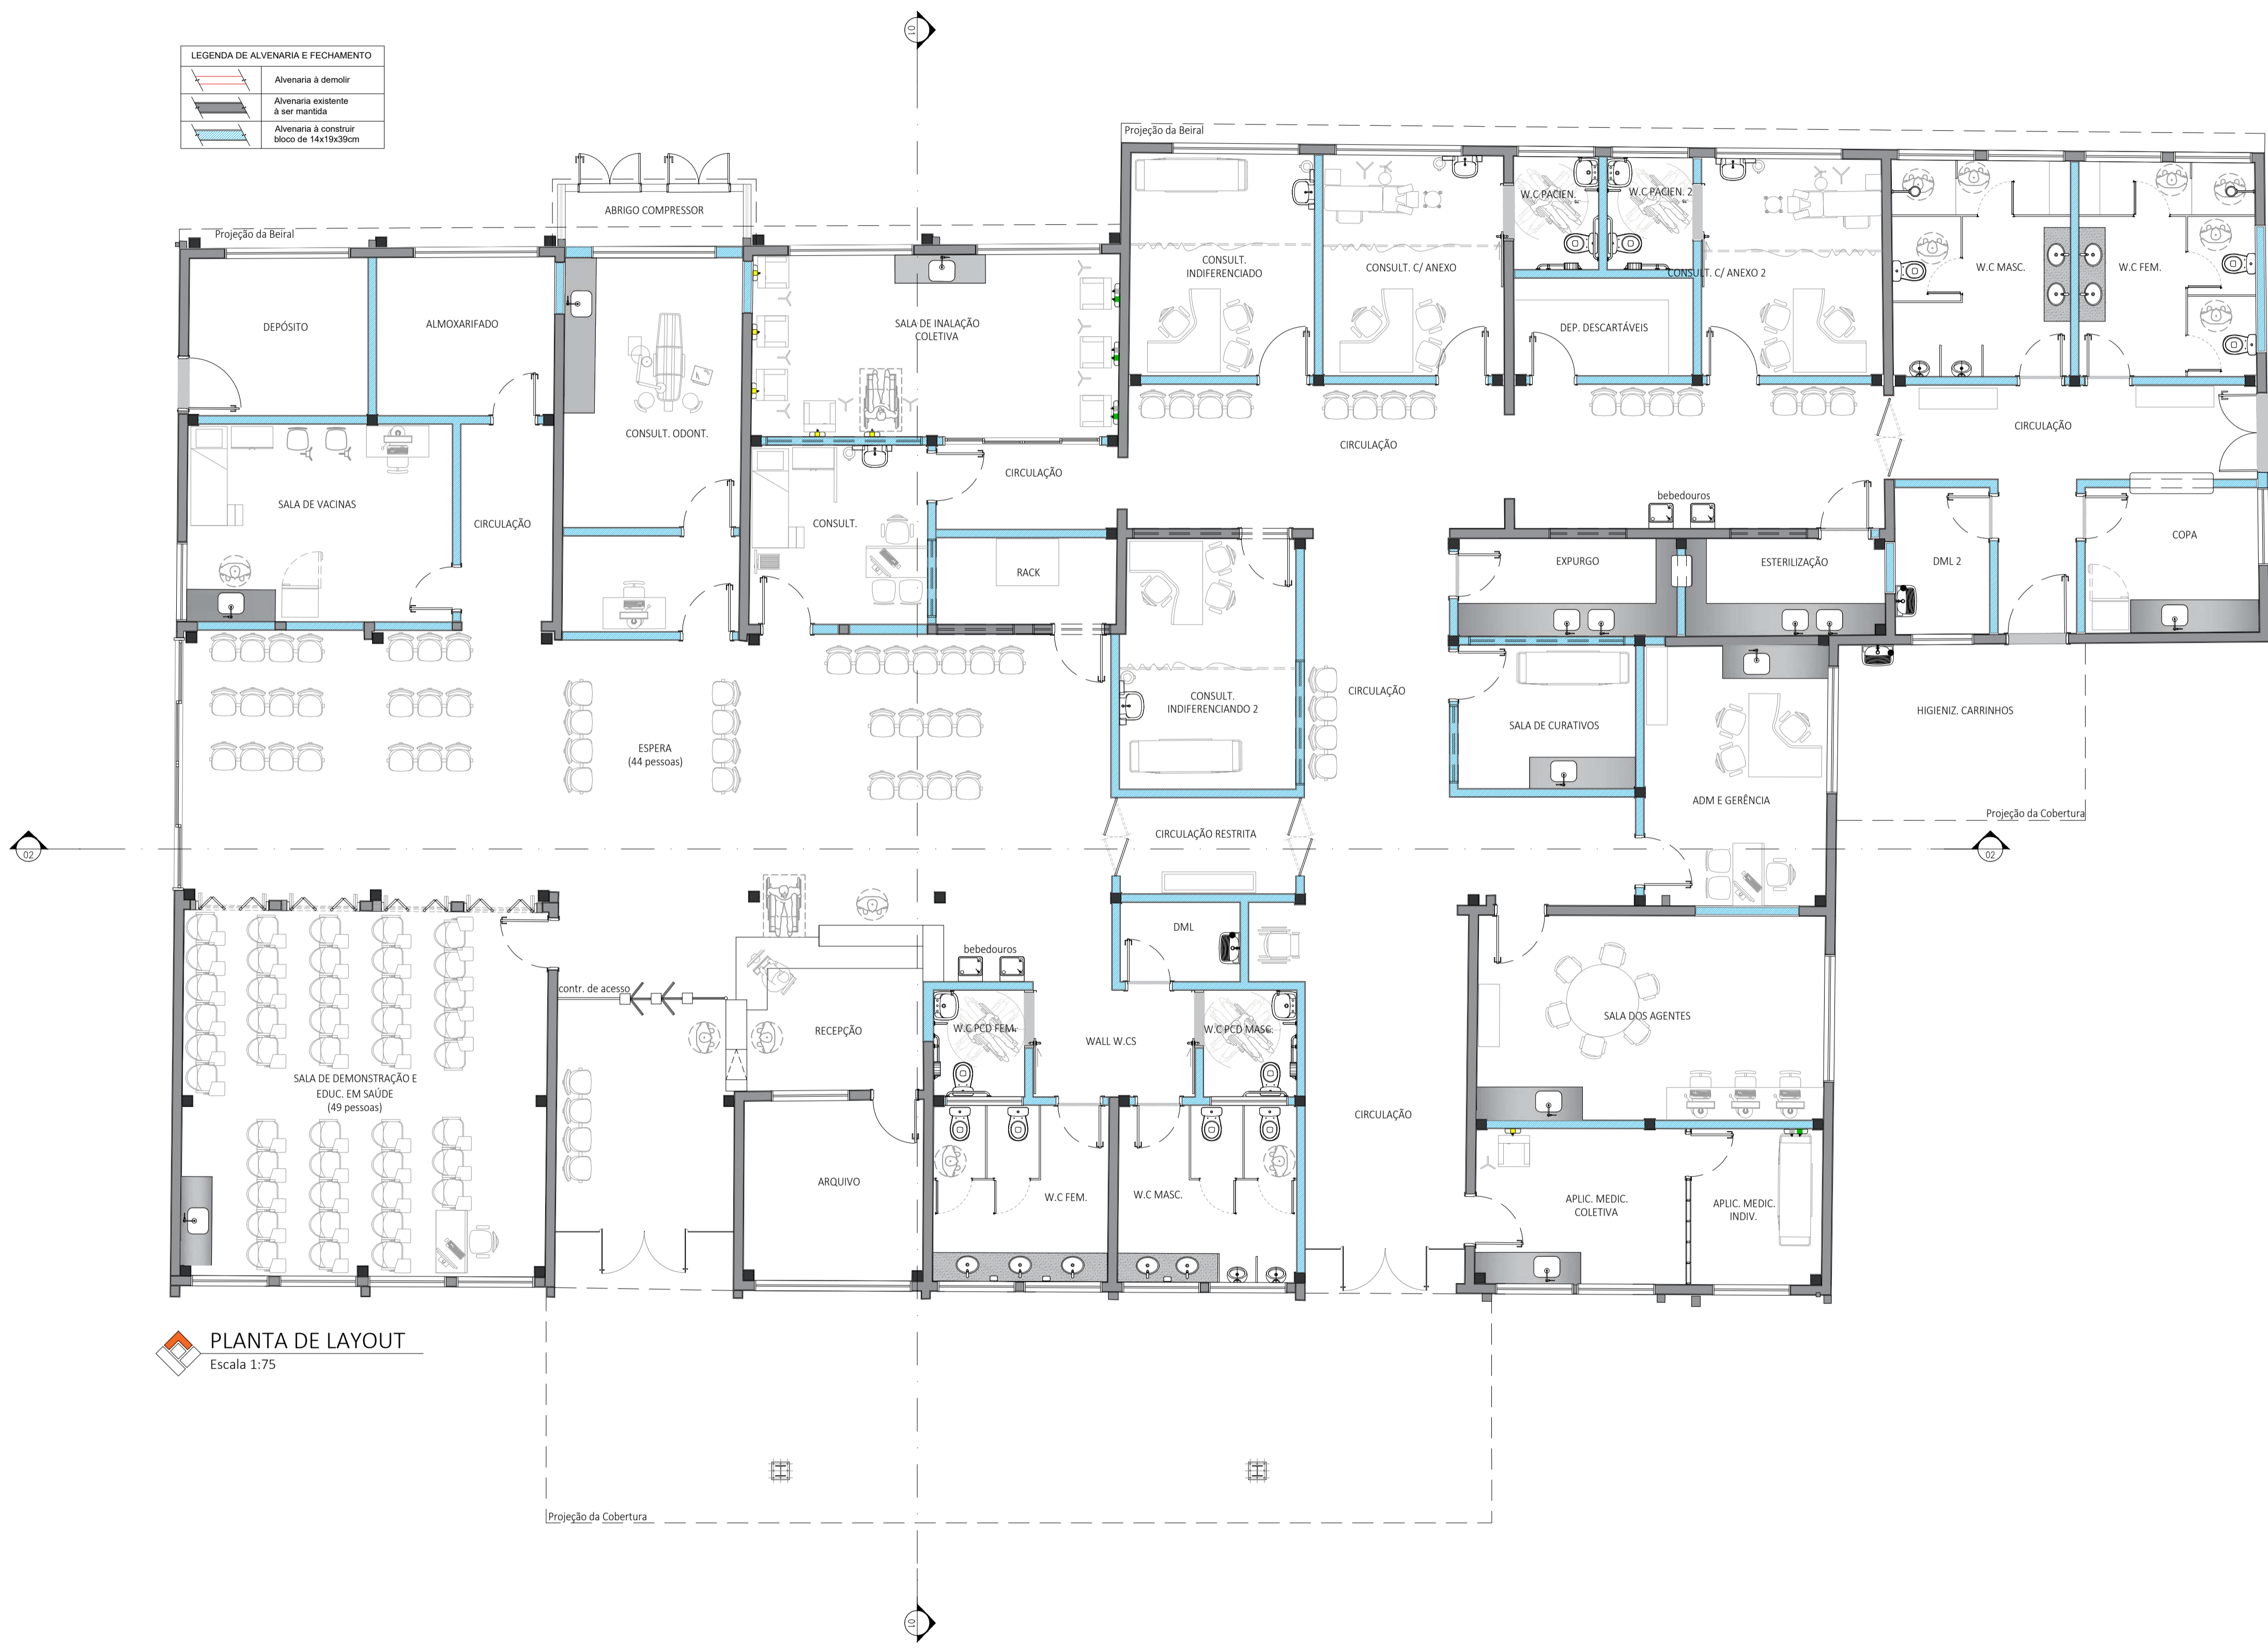 01
LEGENDA DE ALVENARIA E FECHAMENTO
Alvenaria à demolir
Alvenaria existente
à ser mantida
Alvenaria à construir
bloco de 14x19x39cm
Projeção da Beiral
ABRIGO COMPRESSOR
Projeção da Beiral
W.C PACIEN.
W.C PACIEN. 2
CONSULT.
INDIFERENCIADO
CONSULT. C/ ANEXO
CONSULT. C/ ANEXO 2
W.C MASC.
W.C FEM.
DEPÓSITO
ALMOXARIFADO
SALA DE INALAÇÃO
COLETIVA
DEP. DESCARTÁVEIS
CONSULT. ODONT.
CIRCULAÇÃO
CIRCULAÇÃO
CIRCULAÇÃO
SALA DE VACINAS
CIRCULAÇÃO
CONSULT.
bebedouros
RACK
EXPURGO
ESTERILIZAÇÃO
DML 2
COPA
CONSULT.
INDIFERENCIANDO 2
CIRCULAÇÃO
SALA DE CURATIVOS
HIGIENIZ. CARRINHOS
ESPERA
(44 pessoas)
ADM E GERÊNCIA
Projeção da Cobertura
CIRCULAÇÃO RESTRITA
02
02
DML
bebedouros
contr. de acesso
RECEPÇÃO
W.C PCD FEM.
WALL W.CS
W.C PCD MASC.
SALA DOS AGENTES
SALA DE DEMONSTRAÇÃO E
EDUC. EM SAÚDE
(49 pessoas)
CIRCULAÇÃO
ARQUIVO
W.C FEM.
W.C MASC.
APLIC. MEDIC.
COLETIVA
APLIC. MEDIC.
INDIV.
PLANTA DE LAYOUT
Escala 1:75
Projeção da Cobertura
01